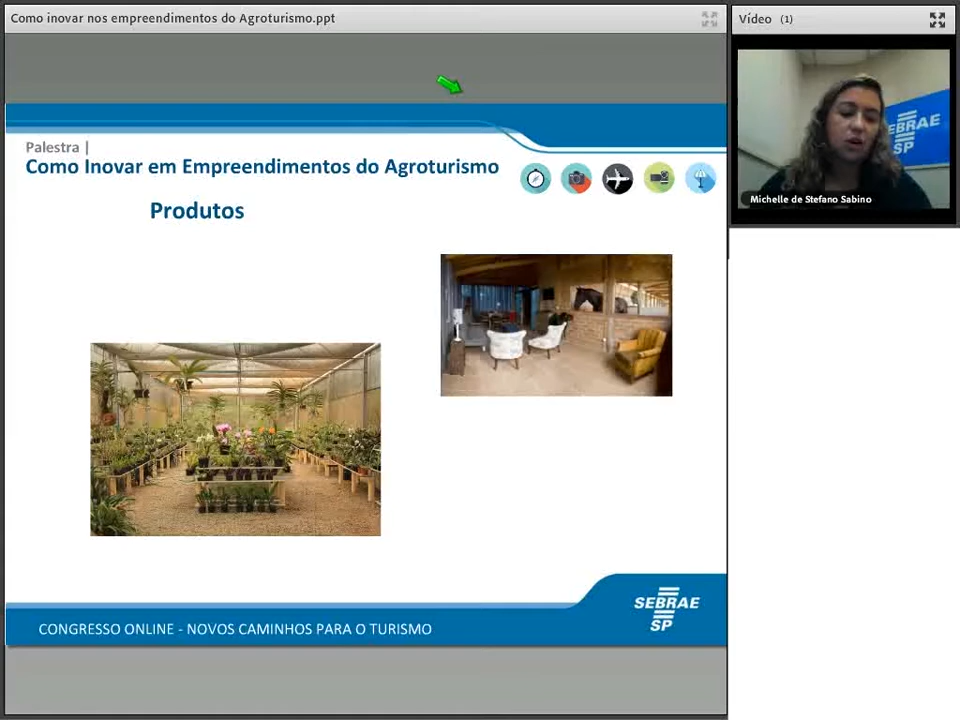 Como inovar nos empreendimentos do Agroturismo.ppt
Vídeo (1)
SEBRAE
SP
Michelle de Stefano Sabino
Palestra |
Como Inovar em Empreendimentos do Agroturismo
Produtos
SEBRAE
SP
CONGRESSO ONLINE - NOVOS CAMINHOS PARA O TURISMO